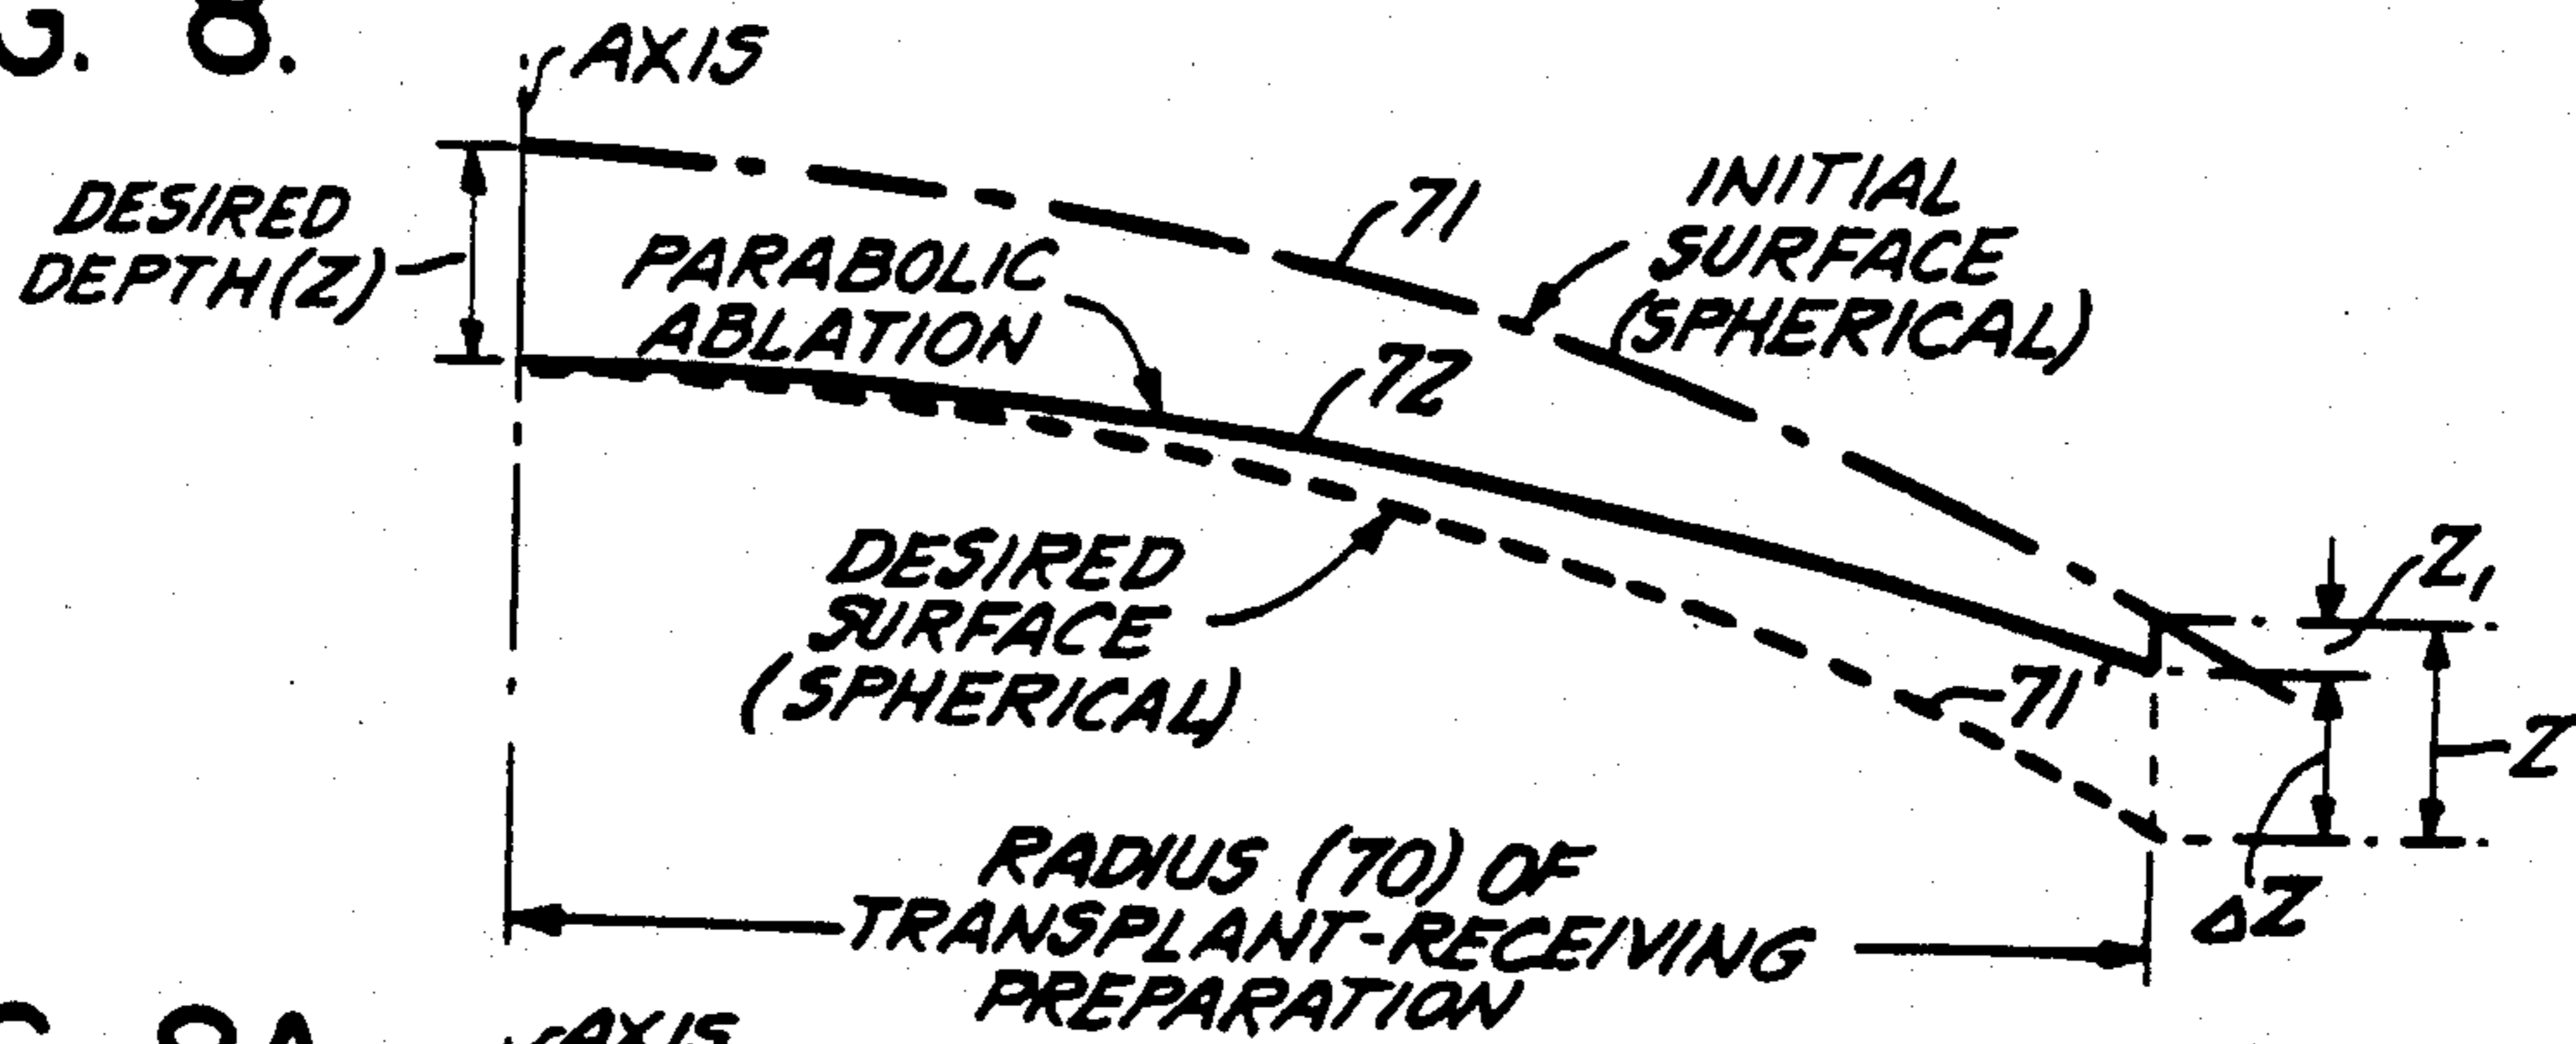 G. 8.
AXIS
DESIRED
DEPTH(Z)
PARABOLIC
ABLATION
71
INITIAL
SURFACE
(SPHERICAL)
72
DESIRED
SURFACE
(SPHERICAL)
71'
Z₁
Z
ΔZ
RADIUS (70) OF
TRANSPLANT-RECEIVING
PREPARATION
AXIS